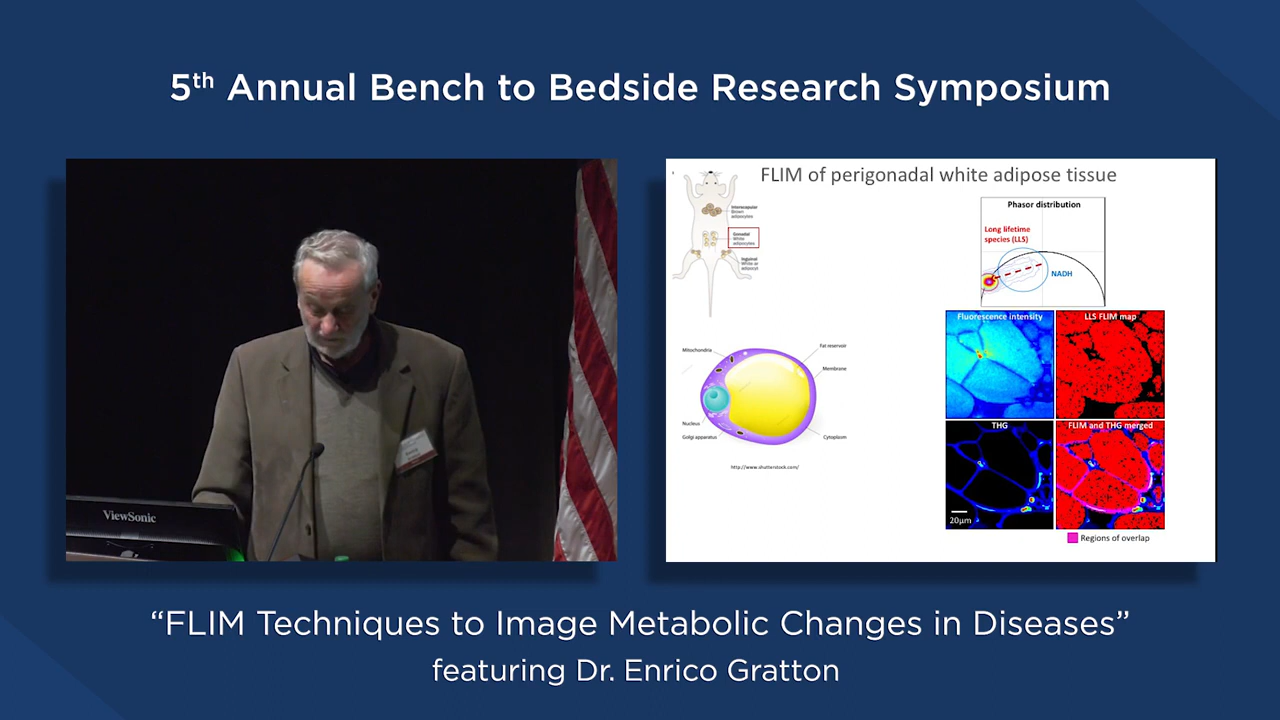 5th Annual Bench to Bedside Research Symposium
ViewSonic
FLIM of perigonadal white adipose tissue
Interscapular
Brown
adipocytes
Gonadal
White
adipocytes
Inguinal
White ar
adipocyt
Phasor distribution
Long lifetime
species (LLS)
NADH
Mitochondria
Fat reservoir
Membrane
Nucleus
Golgi apparatus
Cytoplasm
http://www.shutterstock.com/
Fluorescence intensity
LLS FLIM map
THG
FLIM and THG merged
20μm
Regions of overlap
“FLIM Techniques to Image Metabolic Changes in Diseases”
featuring Dr. Enrico Gratton